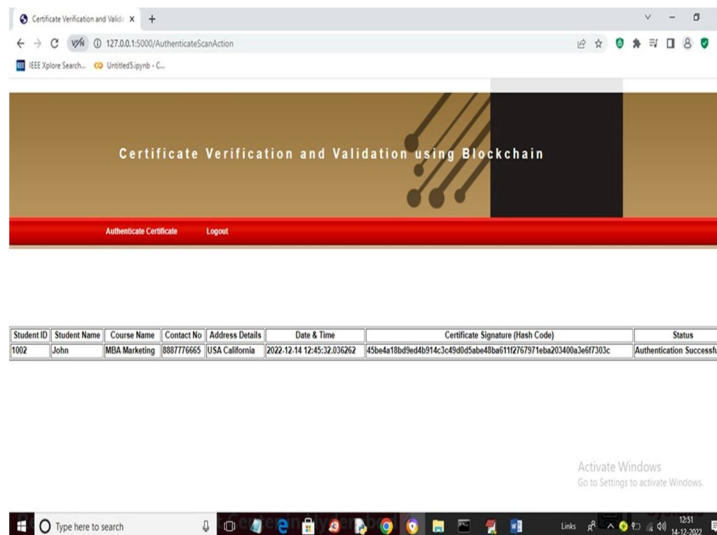 Certificate Verification and Valida
127.0.0.1:5000/AuthenticateScanAction
IEEE Xplore Search... Untitled5.ipynb - C...
Certificate Verification and Validation using Blockchain
Authenticate Certificate Logout
Student ID Student Name Course Name Contact No Address Details Date & Time Certificate Signature (Hash Code) Status
1002 John MBA Marketing 8887776665 USA California 2022-12-14 12:45:32.036262 45be4a18bd9ed4b914c3c49d0d5abe48ba611f2767971eba203400a3e6f7303c Authentication Successfu
Activate Windows
Go to Settings to activate Windows.
Type here to search Links 12:51
14-12-2022